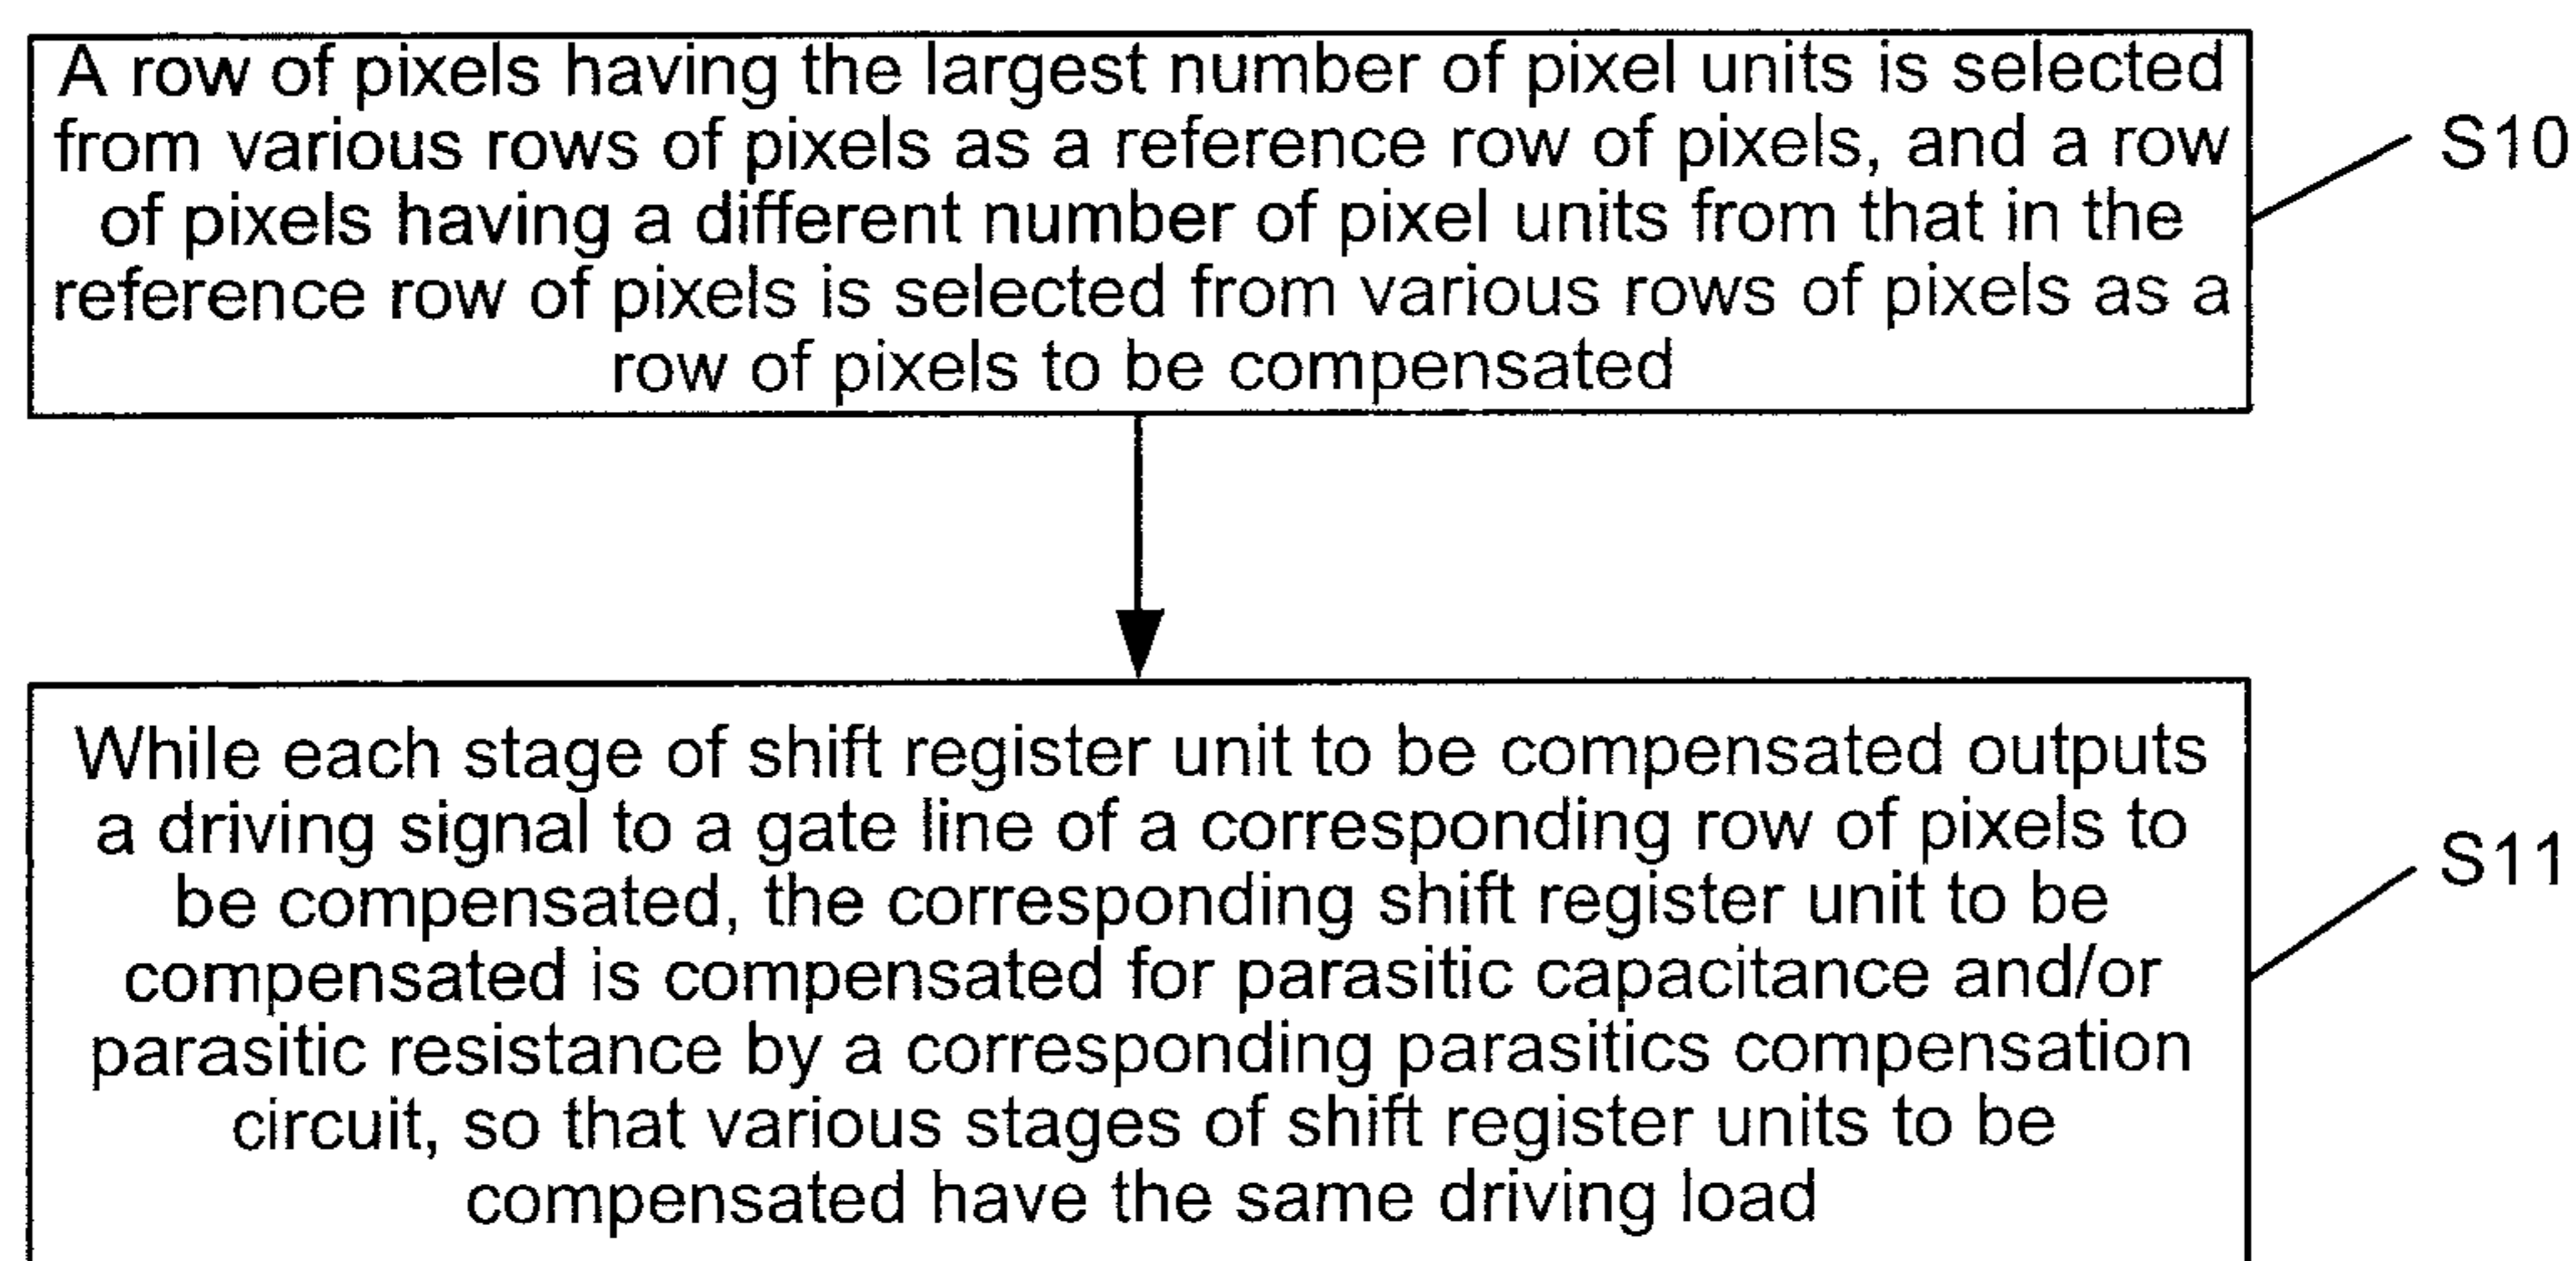 A row of pixels having the largest number of pixel units is selected
from various rows of pixels as a reference row of pixels, and a row
of pixels having a different number of pixel units from that in the
reference row of pixels is selected from various rows of pixels as a
row of pixels to be compensated
S10
While each stage of shift register unit to be compensated outputs
a driving signal to a gate line of a corresponding row of pixels to
be compensated, the corresponding shift register unit to be
compensated is compensated for parasitic capacitance and/or
parasitic resistance by a corresponding parasitics compensation
circuit, so that various stages of shift register units to be
compensated have the same driving load
S11